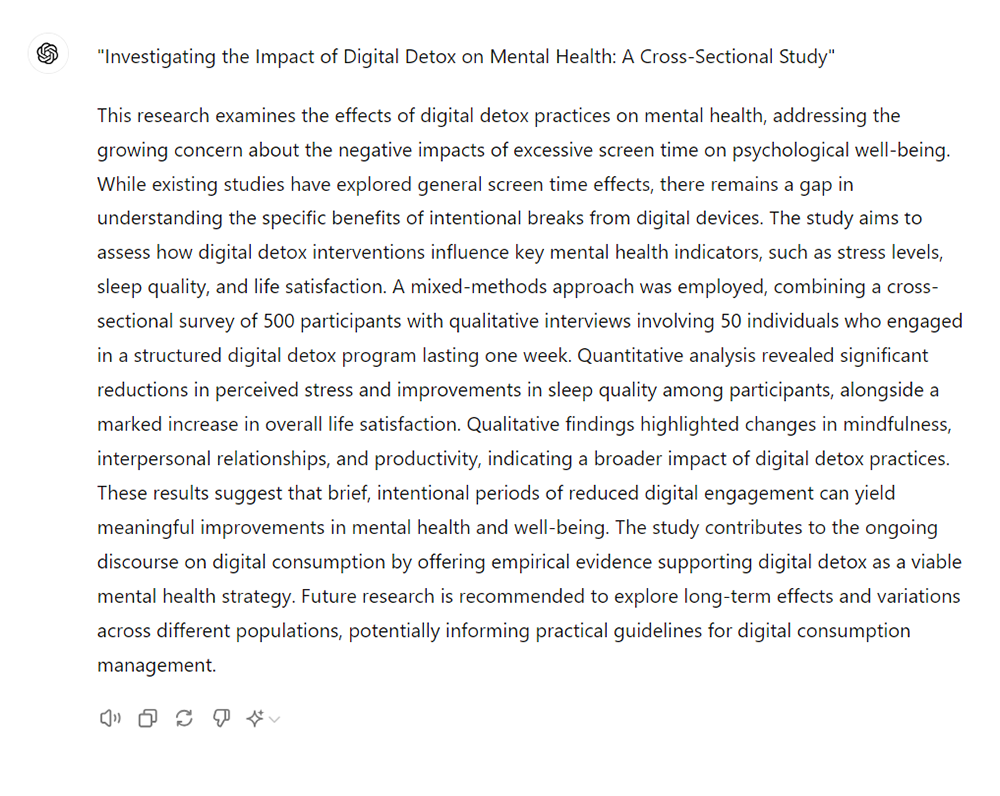 "Investigating the Impact of Digital Detox on Mental Health: A Cross-Sectional Study"
This research examines the effects of digital detox practices on mental health, addressing the
growing concern about the negative impacts of excessive screen time on psychological well-being.
While existing studies have explored general screen time effects, there remains a gap in
understanding the specific benefits of intentional breaks from digital devices. The study aims to
assess how digital detox interventions influence key mental health indicators, such as stress levels,
sleep quality, and life satisfaction. A mixed-methods approach was employed, combining a cross-
sectional survey of 500 participants with qualitative interviews involving 50 individuals who engaged
in a structured digital detox program lasting one week. Quantitative analysis revealed significant
reductions in perceived stress and improvements in sleep quality among participants, alongside a
marked increase in overall life satisfaction. Qualitative findings highlighted changes in mindfulness,
interpersonal relationships, and productivity, indicating a broader impact of digital detox practices.
These results suggest that brief, intentional periods of reduced digital engagement can yield
meaningful improvements in mental health and well-being. The study contributes to the ongoing
discourse on digital consumption by offering empirical evidence supporting digital detox as a viable
mental health strategy. Future research is recommended to explore long-term effects and variations
across different populations, potentially informing practical guidelines for digital consumption
management.